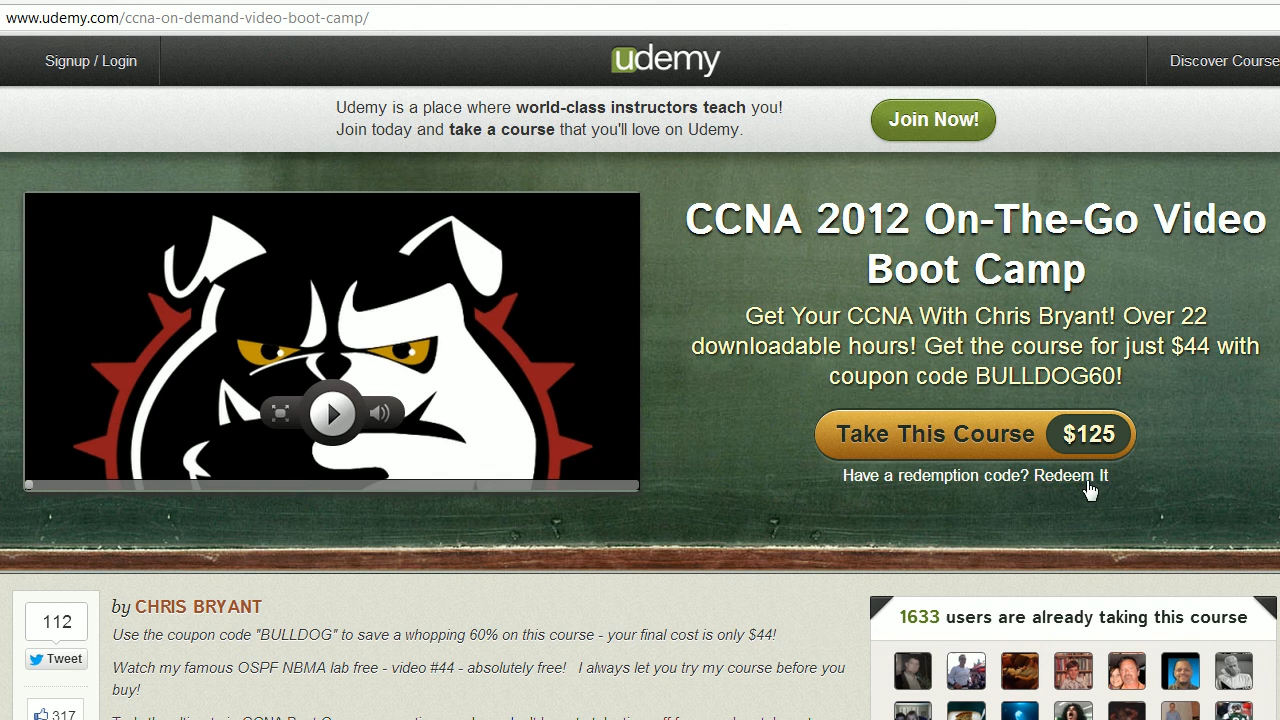 www.udemy.com/ccna-on-demand-video-boot-camp/
Signup / Login
udemy
Discover Course
Udemy is a place where world-class instructors teach you!
Join today and take a course that you'll love on Udemy.
Join Now!
CCNA 2012 On-The-Go Video
Boot Camp
Get Your CCNA With Chris Bryant! Over 22
downloadable hours! Get the course for just $44 with
coupon code BULLDOG60!
Take This Course $125
Have a redemption code? Redeem It
112
Tweet
317
by CHRIS BRYANT
Use the coupon code "BULLDOG" to save a whopping 60% on this course - your final cost is only $44!
Watch my famous OSPF NBMA lab free - video #44 - absolutely free! I always let you try my course before you
buy!
1633 users are already taking this course